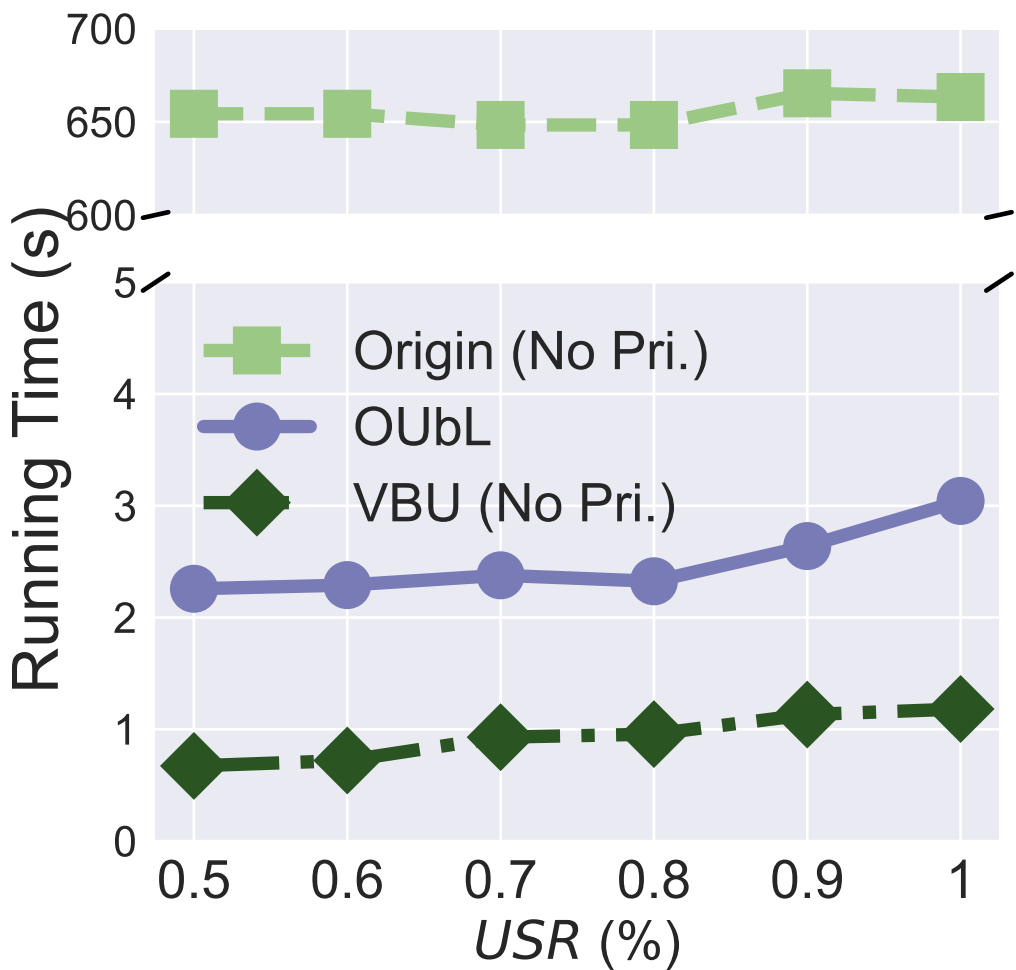 700
650
600
5
4
3
2
1
0
Running Time (s)
Origin (No Pri.)
OUbL
VBU (No Pri.)
0.5 0.6 0.7 0.8 0.9 1
USR (%)